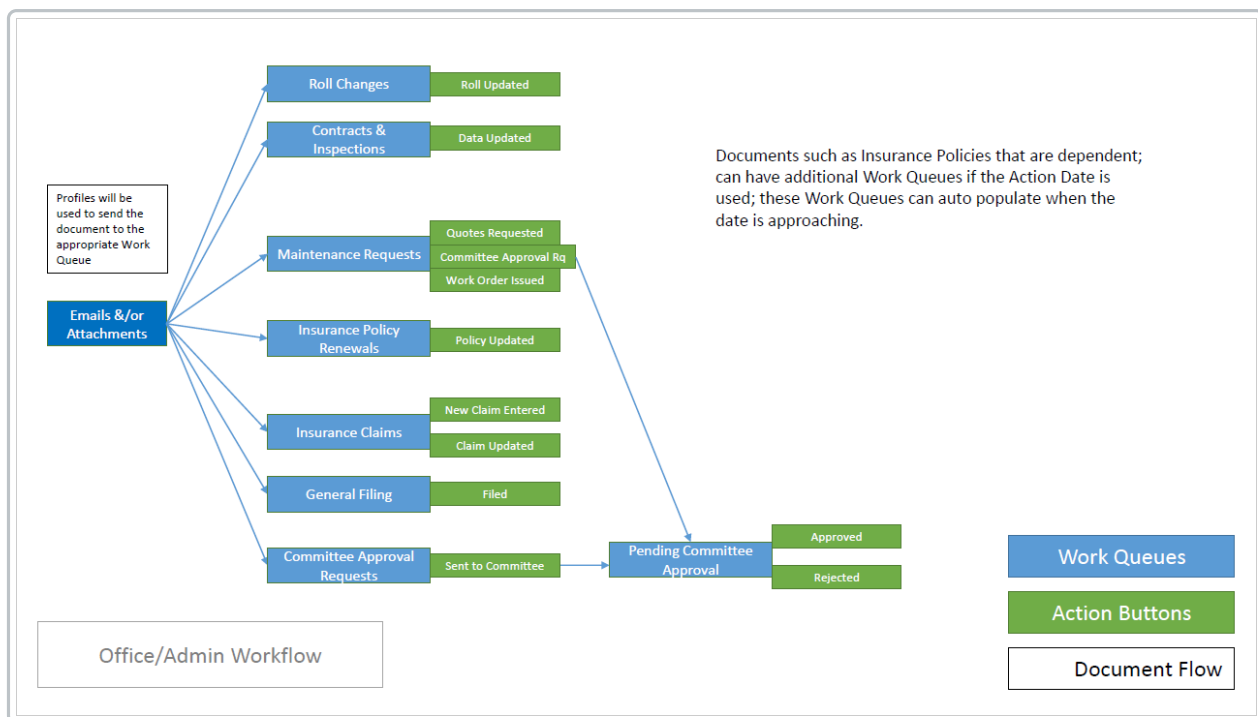 Roll Changes
Roll Updated
Contracts &
Inspections
Data Updated
Documents such as Insurance Policies that are dependent;
can have additional Work Queues if the Action Date is
used; these Work Queues can auto populate when the
date is approaching.
Profiles will be
used to send the
document to the
appropriate Work
Queue
Quotes Requested
Maintenance Requests
Committee Approval Rq
Work Order Issued
Emails &/or
Attachments
Insurance Policy
Renewals
Policy Updated
New Claim Entered
Insurance Claims
Claim Updated
General Filing
Filed
Committee Approval
Requests
Sent to Committee
Pending Committee
Approval
Approved
Rejected
Work Queues
Action Buttons
Document Flow
Office/Admin Workflow